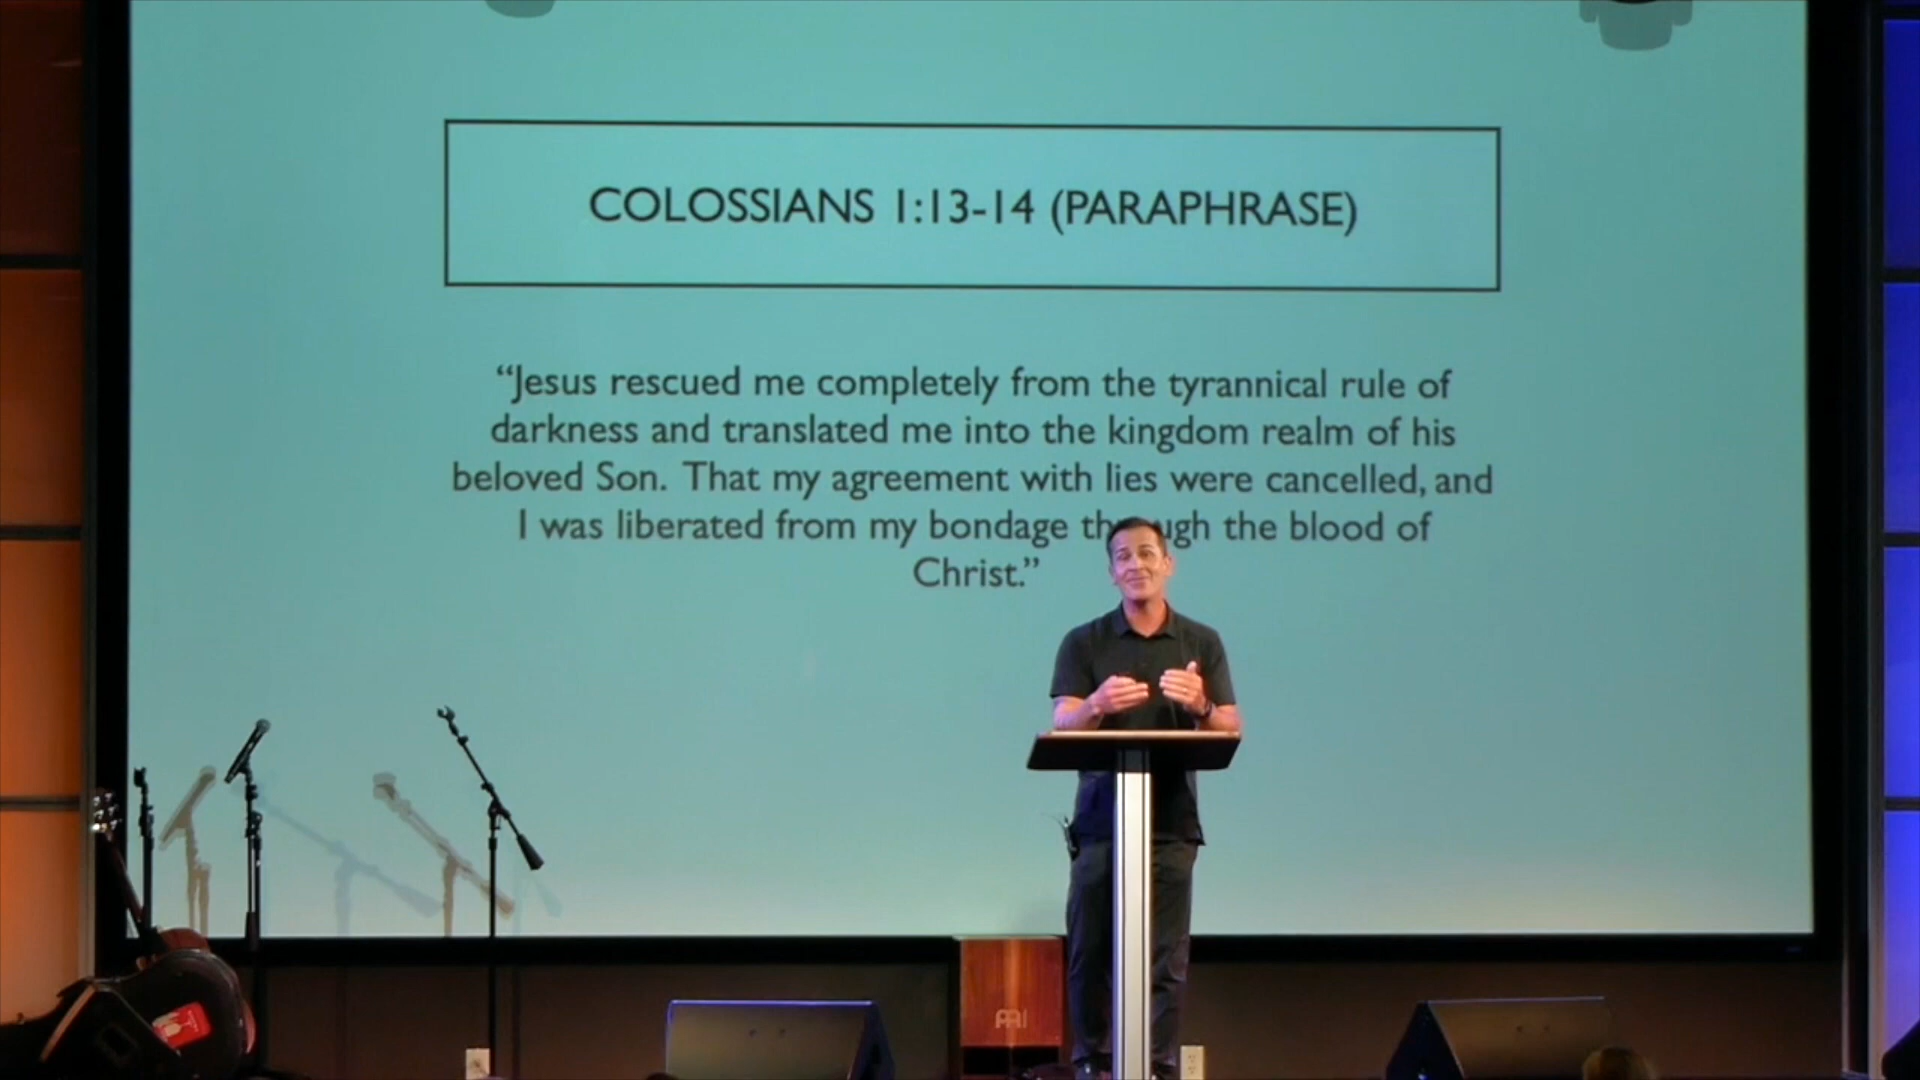 COLOSSIANS 1:13-14 (PARAPHRASE)
“Jesus rescued me completely from the tyrannical rule of
darkness and translated me into the kingdom realm of his
beloved Son. That my agreement with lies were cancelled, and
I was liberated from my bondage through the blood of
Christ.”